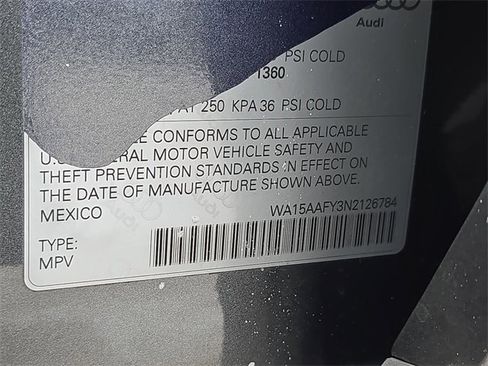 Audi
PSI COLD
1360
250 KPA 36 PSI COLD
CONFORMS TO ALL APPLICABLE
MOTOR VEHICLE SAFETY AND
THEFT PREVENTION STANDARDS IN EFFECT ON
THE DATE OF MANUFACTURE SHOWN ABOVE.
MEXICO
WA15AAFY3N2126784
TYPE:
MPV